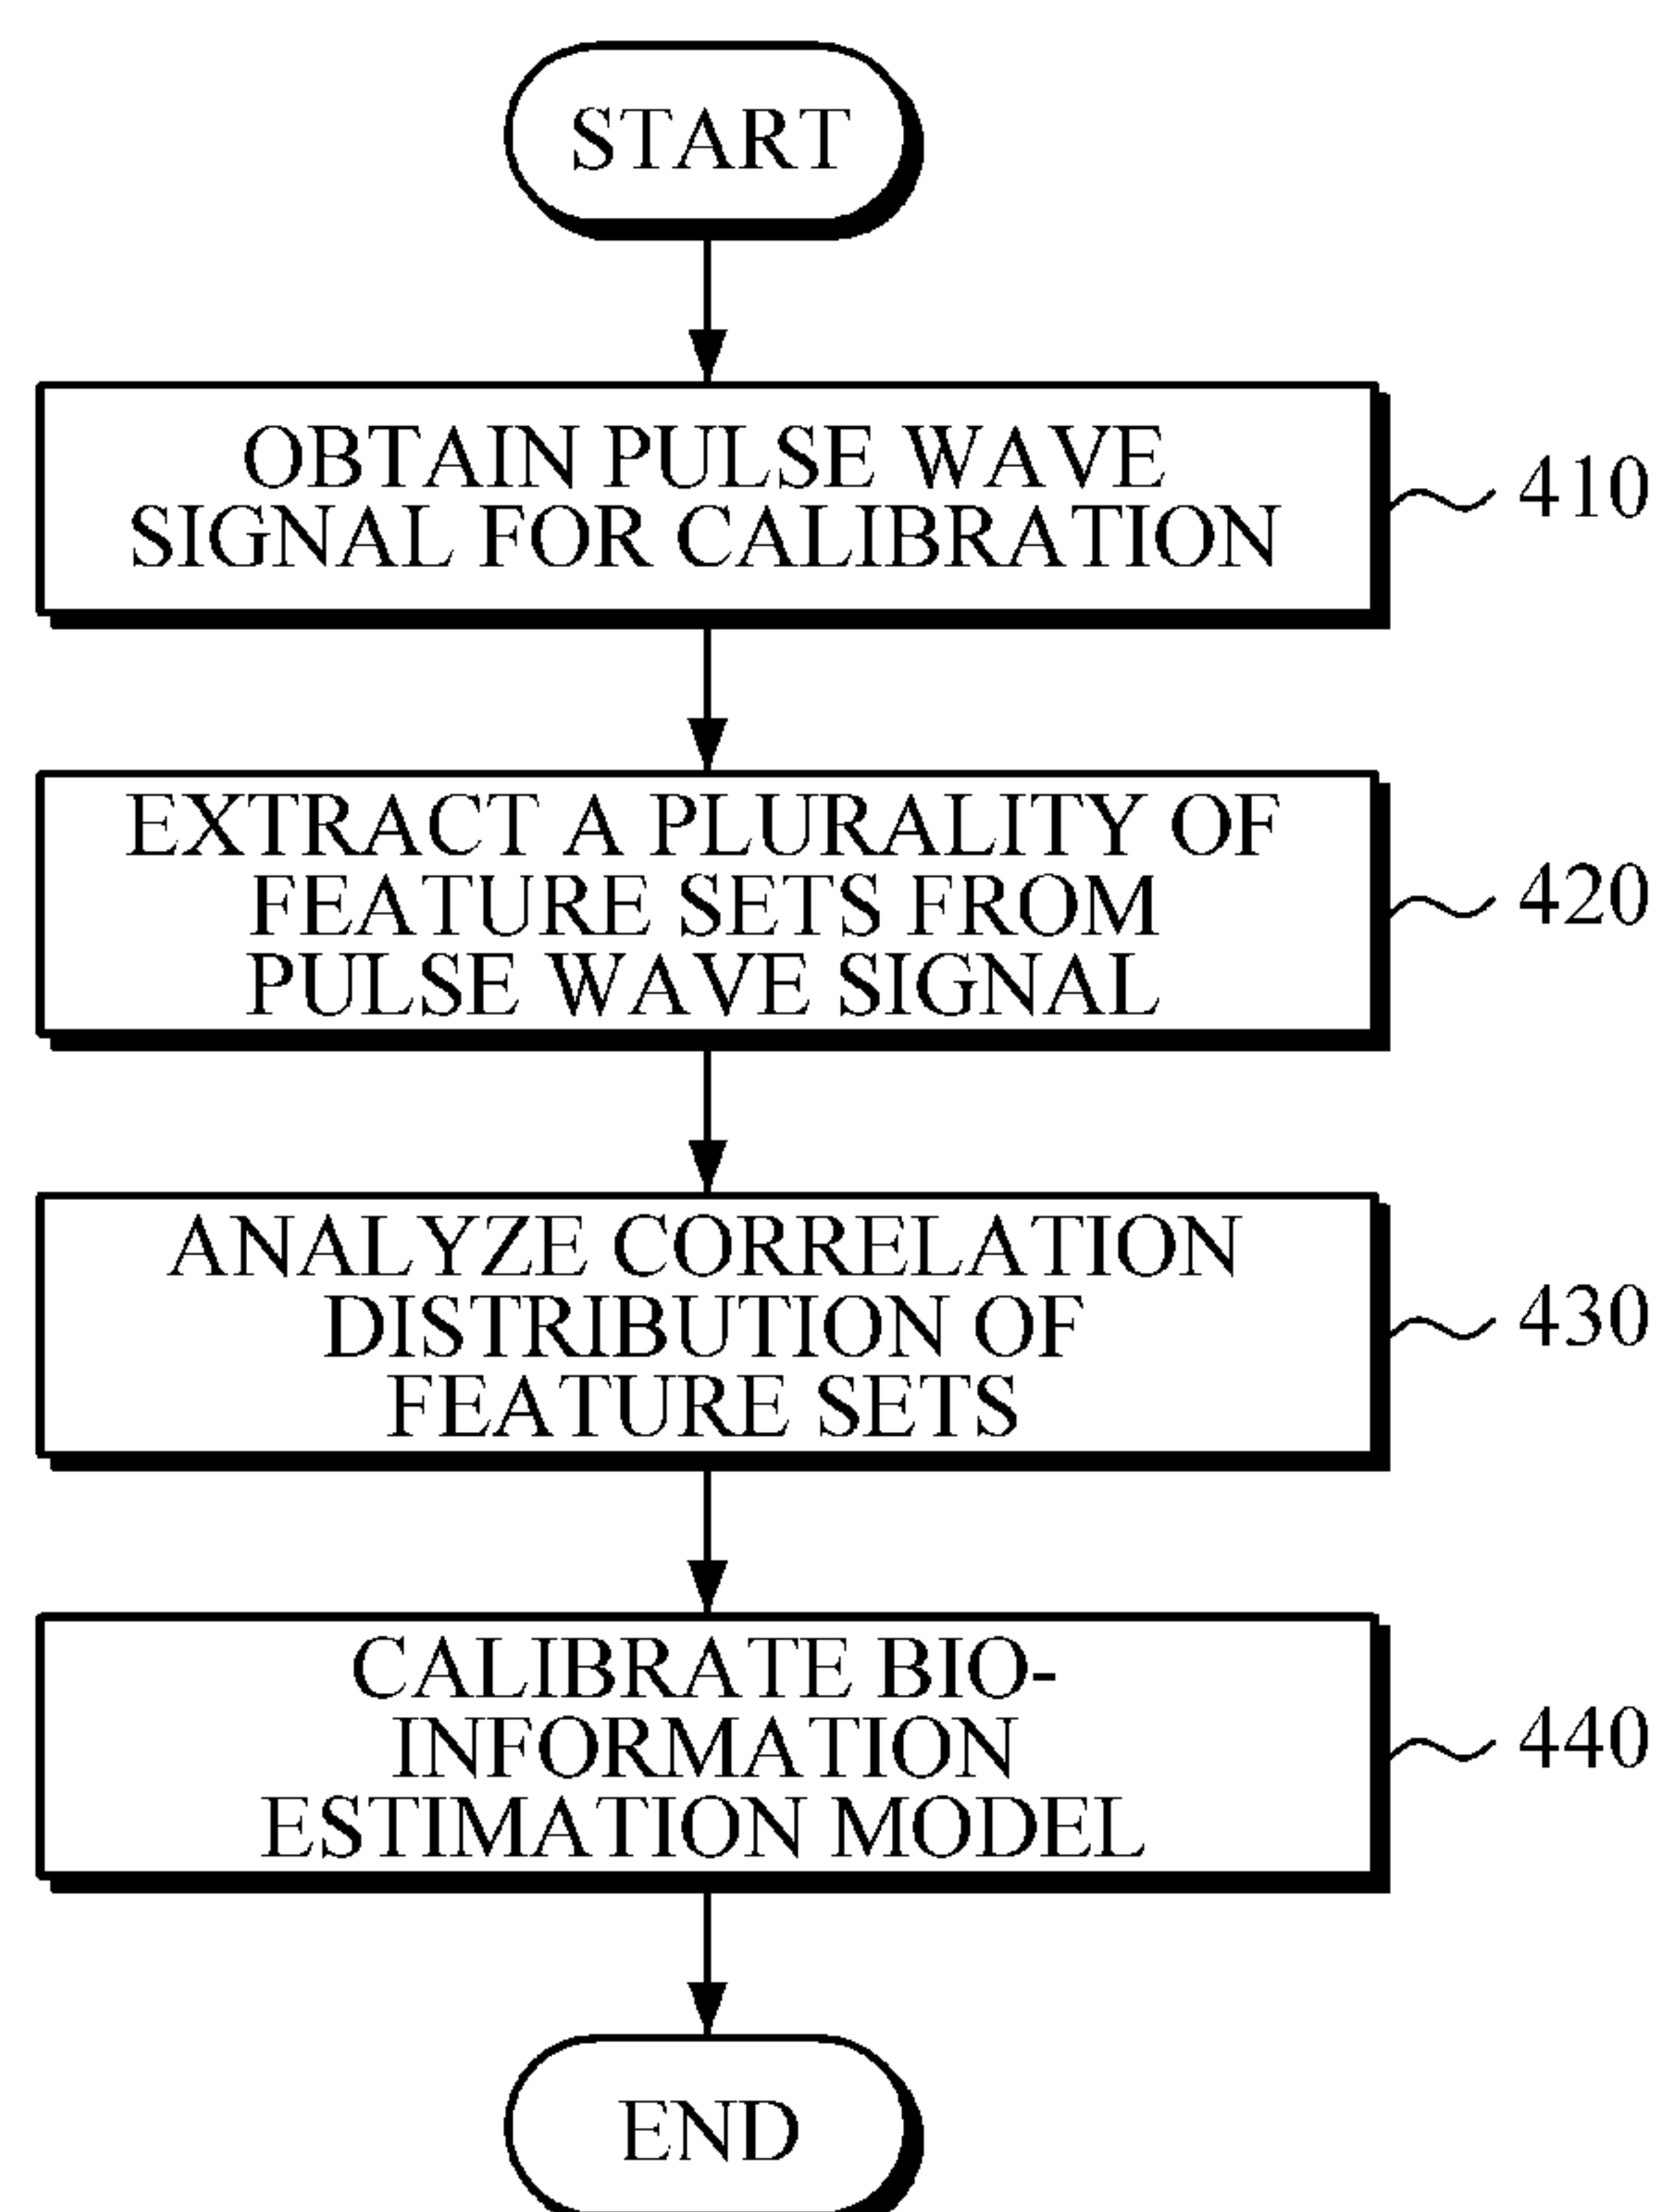 START
OBTAIN PULSE WAVE
SIGNAL FOR CALIBRATION
410
EXTRACT A PLURALITY OF
FEATURE SETS FROM
PULSE WAVE SIGNAL
420
ANALYZE CORRELATION
DISTRIBUTION OF
FEATURE SETS
430
CALIBRATE BIO-
INFORMATION
ESTIMATION MODEL
440
END